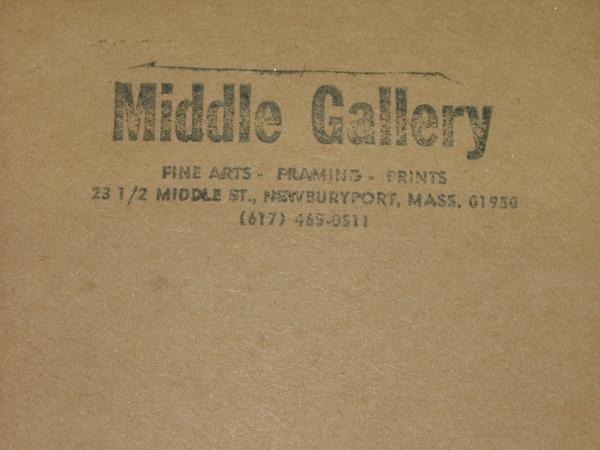 Middle Gallery
FINE ARTS - FRAMING - PRINTS
23 1/2 MIDDLE ST., NEWBURYPORT, MASS. 01950
(617) 465-0511